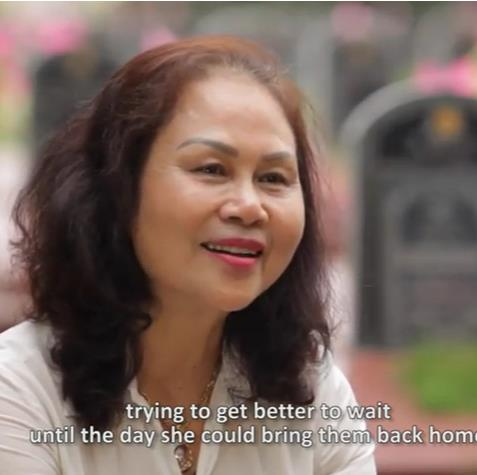 trying to get better to wait
until the day she could bring them back home